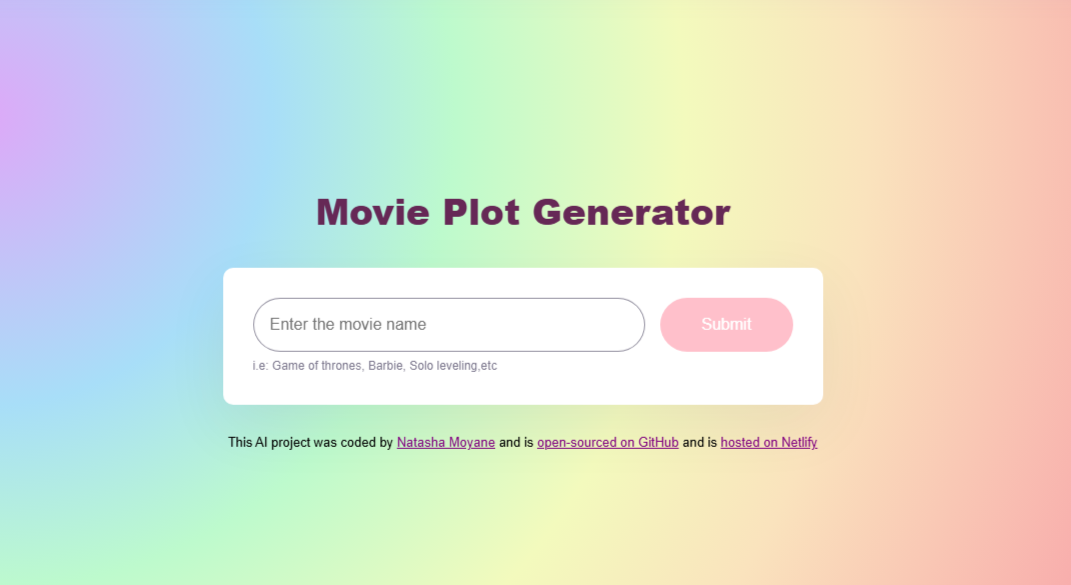 Movie Plot Generator
Enter the movie name
Submit
i.e: Game of thrones, Barbie, Solo leveling,etc
This AI project was coded by Natasha Moyane and is open-sourced on GitHub and is hosted on Netlify